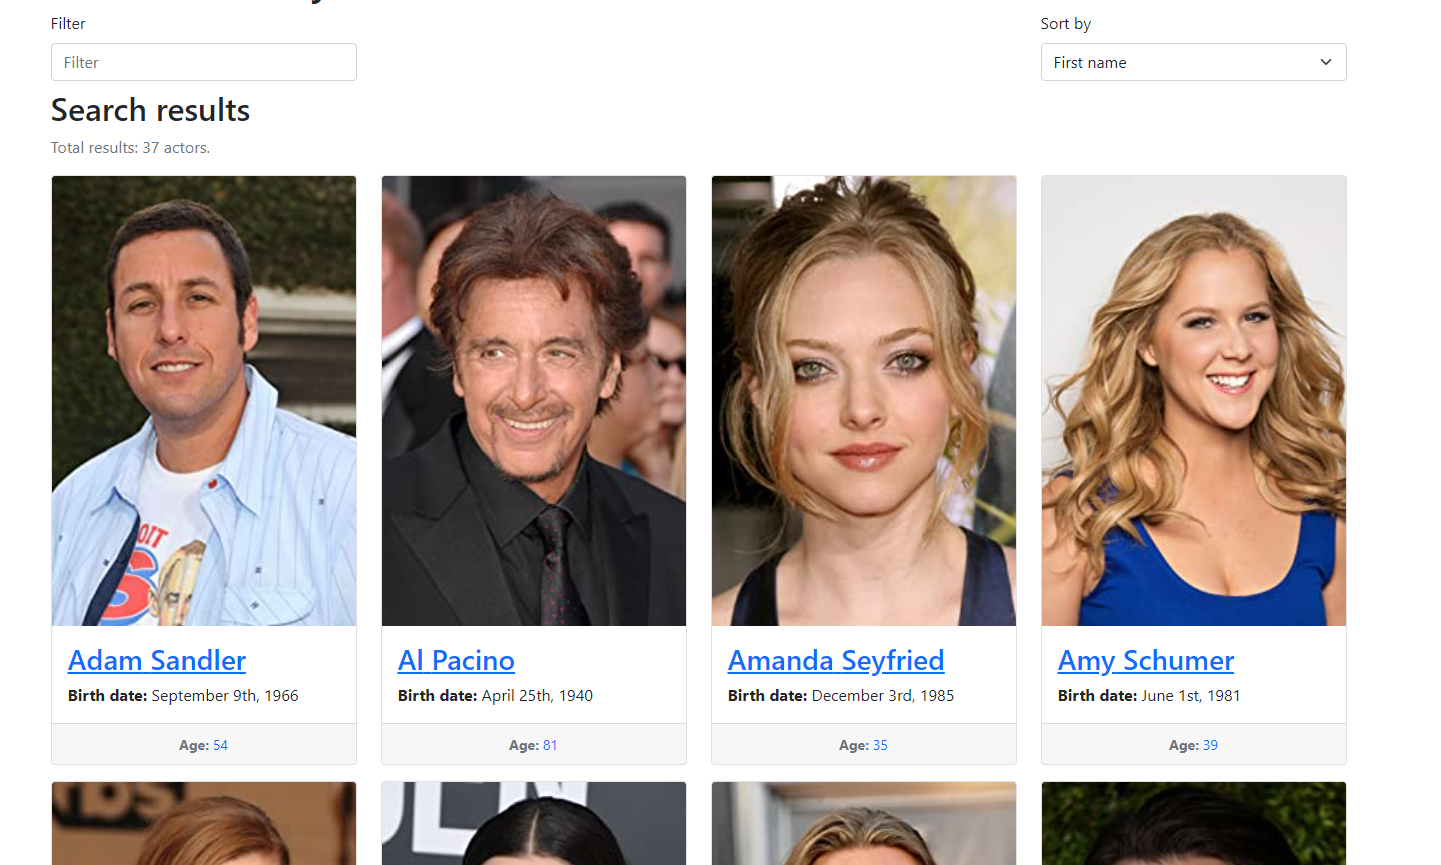 Filter
Sort by
Filter
First name
Search results
Total results: 37 actors.
Adam Sandler
Birth date: September 9th, 1966
Age: 54
Al Pacino
Birth date: April 25th, 1940
Age: 81
Amanda Seyfried
Birth date: December 3rd, 1985
Age: 35
Amy Schumer
Birth date: June 1st, 1981
Age: 39